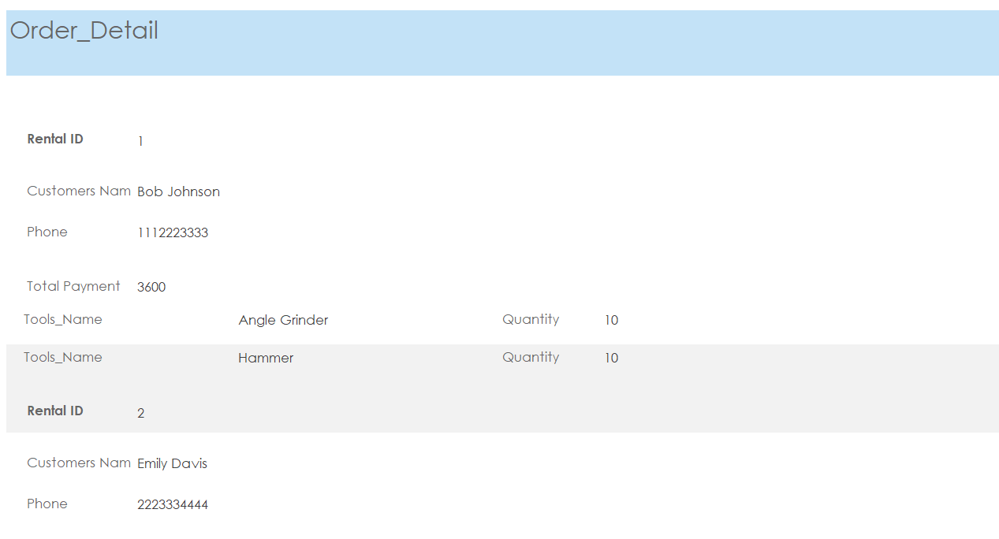 Order_Detail
Rental ID 1
Customers Nam Bob Johnson
Phone 1112223333
Total Payment 3600
Tools_Name Angle Grinder Quantity 10
Tools_Name Hammer Quantity 10
Rental ID 2
Customers Nam Emily Davis
Phone 2223334444